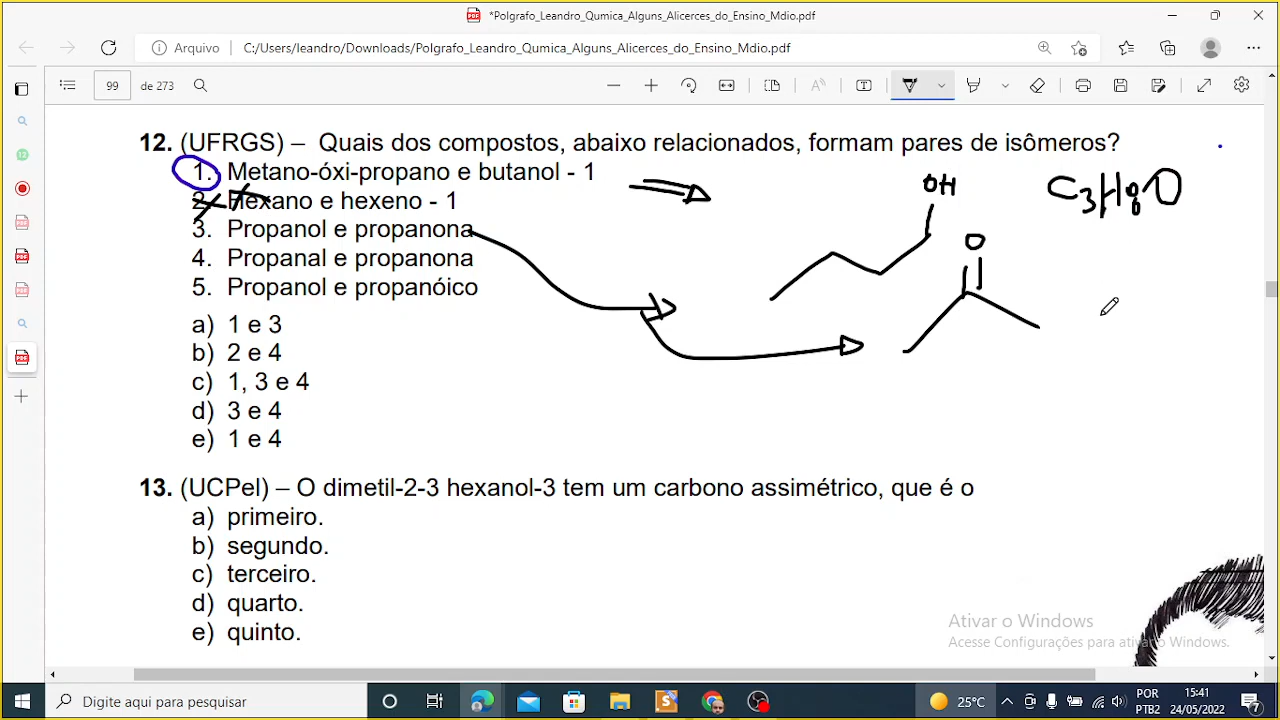 *Polgrafo_Leandro_Qumica_Alguns_Alicerces_do_Ensino_Mdio.pdf
Arquivo C:/Users/leandro/Downloads/Polgrafo_Leandro_Qumica_Alguns_Alicerces_do_Ensino_Mdio.pdf
99 de 273
12. (UFRGS) – Quais dos compostos, abaixo relacionados, formam pares de isômeros?
1. Metano-óxi-propano e butanol - 1
2. Hexano e hexeno - 1
3. Propanol e propanona
4. Propanal e propanona
5. Propanol e propanóico
OH
C3H8O
O
a) 1 e 3
b) 2 e 4
c) 1, 3 e 4
d) 3 e 4
e) 1 e 4
13. (UCPel) – O dimetil-2-3 hexanol-3 tem um carbono assimétrico, que é o
a) primeiro.
b) segundo.
c) terceiro.
d) quarto.
e) quinto.
Ativar o Windows
Acesse Configurações para ativar o Windows.
Digite aqui para pesquisar
25°C
POR
PTB2
15:41
24/05/2022
7